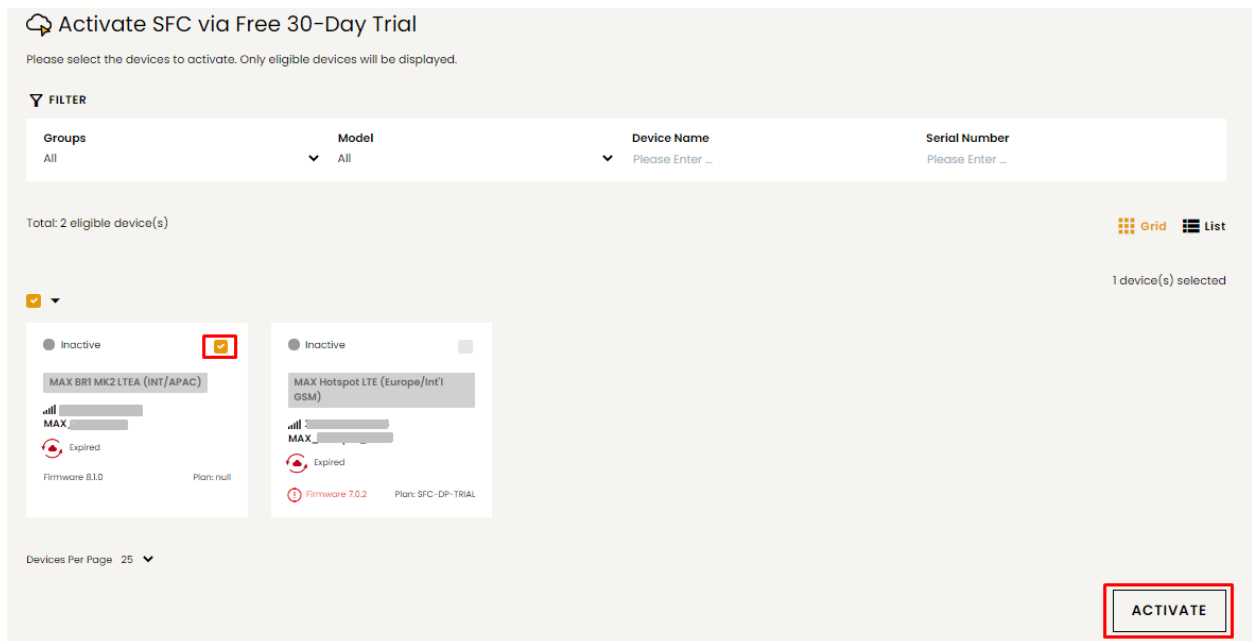 Activate SFC via Free 30-Day Trial
Please select the devices to activate. Only eligible devices will be displayed.
FILTER
Groups Model Device Name Serial Number
All All Please Enter ... Please Enter ...
Total: 2 eligible device(s)
Grid List
1 device(s) selected
Inactive
MAX BR1 MK2 LTEA (INT/APAC)
MAX_
Expired
Firmware 8.1.0 Plan: null
Inactive
MAX Hotspot LTE (Europe/Int'l
GSM)
MAX_
Expired
Firmware 7.0.2 Plan: SFC-DP-TRIAL
Devices Per Page 25
ACTIVATE